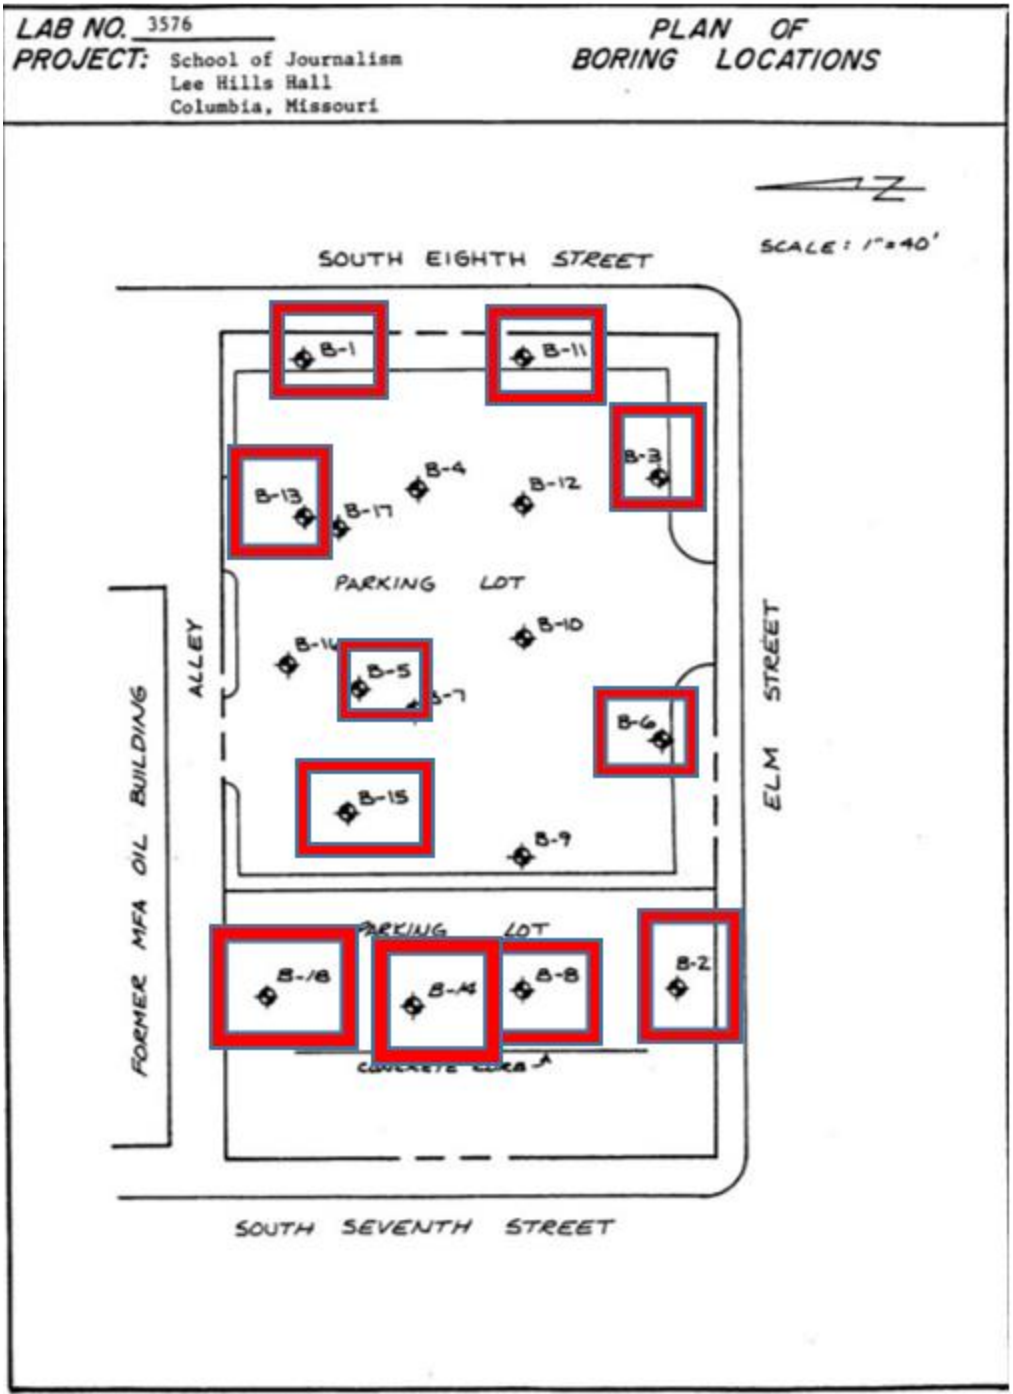 LAB NO. 3576
PROJECT: School of Journalism
Lee Hills Hall
Columbia, Missouri
PLAN OF
BORING LOCATIONS
N
SCALE: 1"=40'
SOUTH EIGHTH STREET
B-1
B-11
B-3
B-4
B-12
B-13
B-17
PARKING LOT
B-10
B-5
B-7
B-6
B-15
B-9
ALLEY
FORMER MFA OIL BUILDING
ELM STREET
PARKING LOT
B-18
B-14
B-8
B-2
CONCRETE CURB
SOUTH SEVENTH STREET